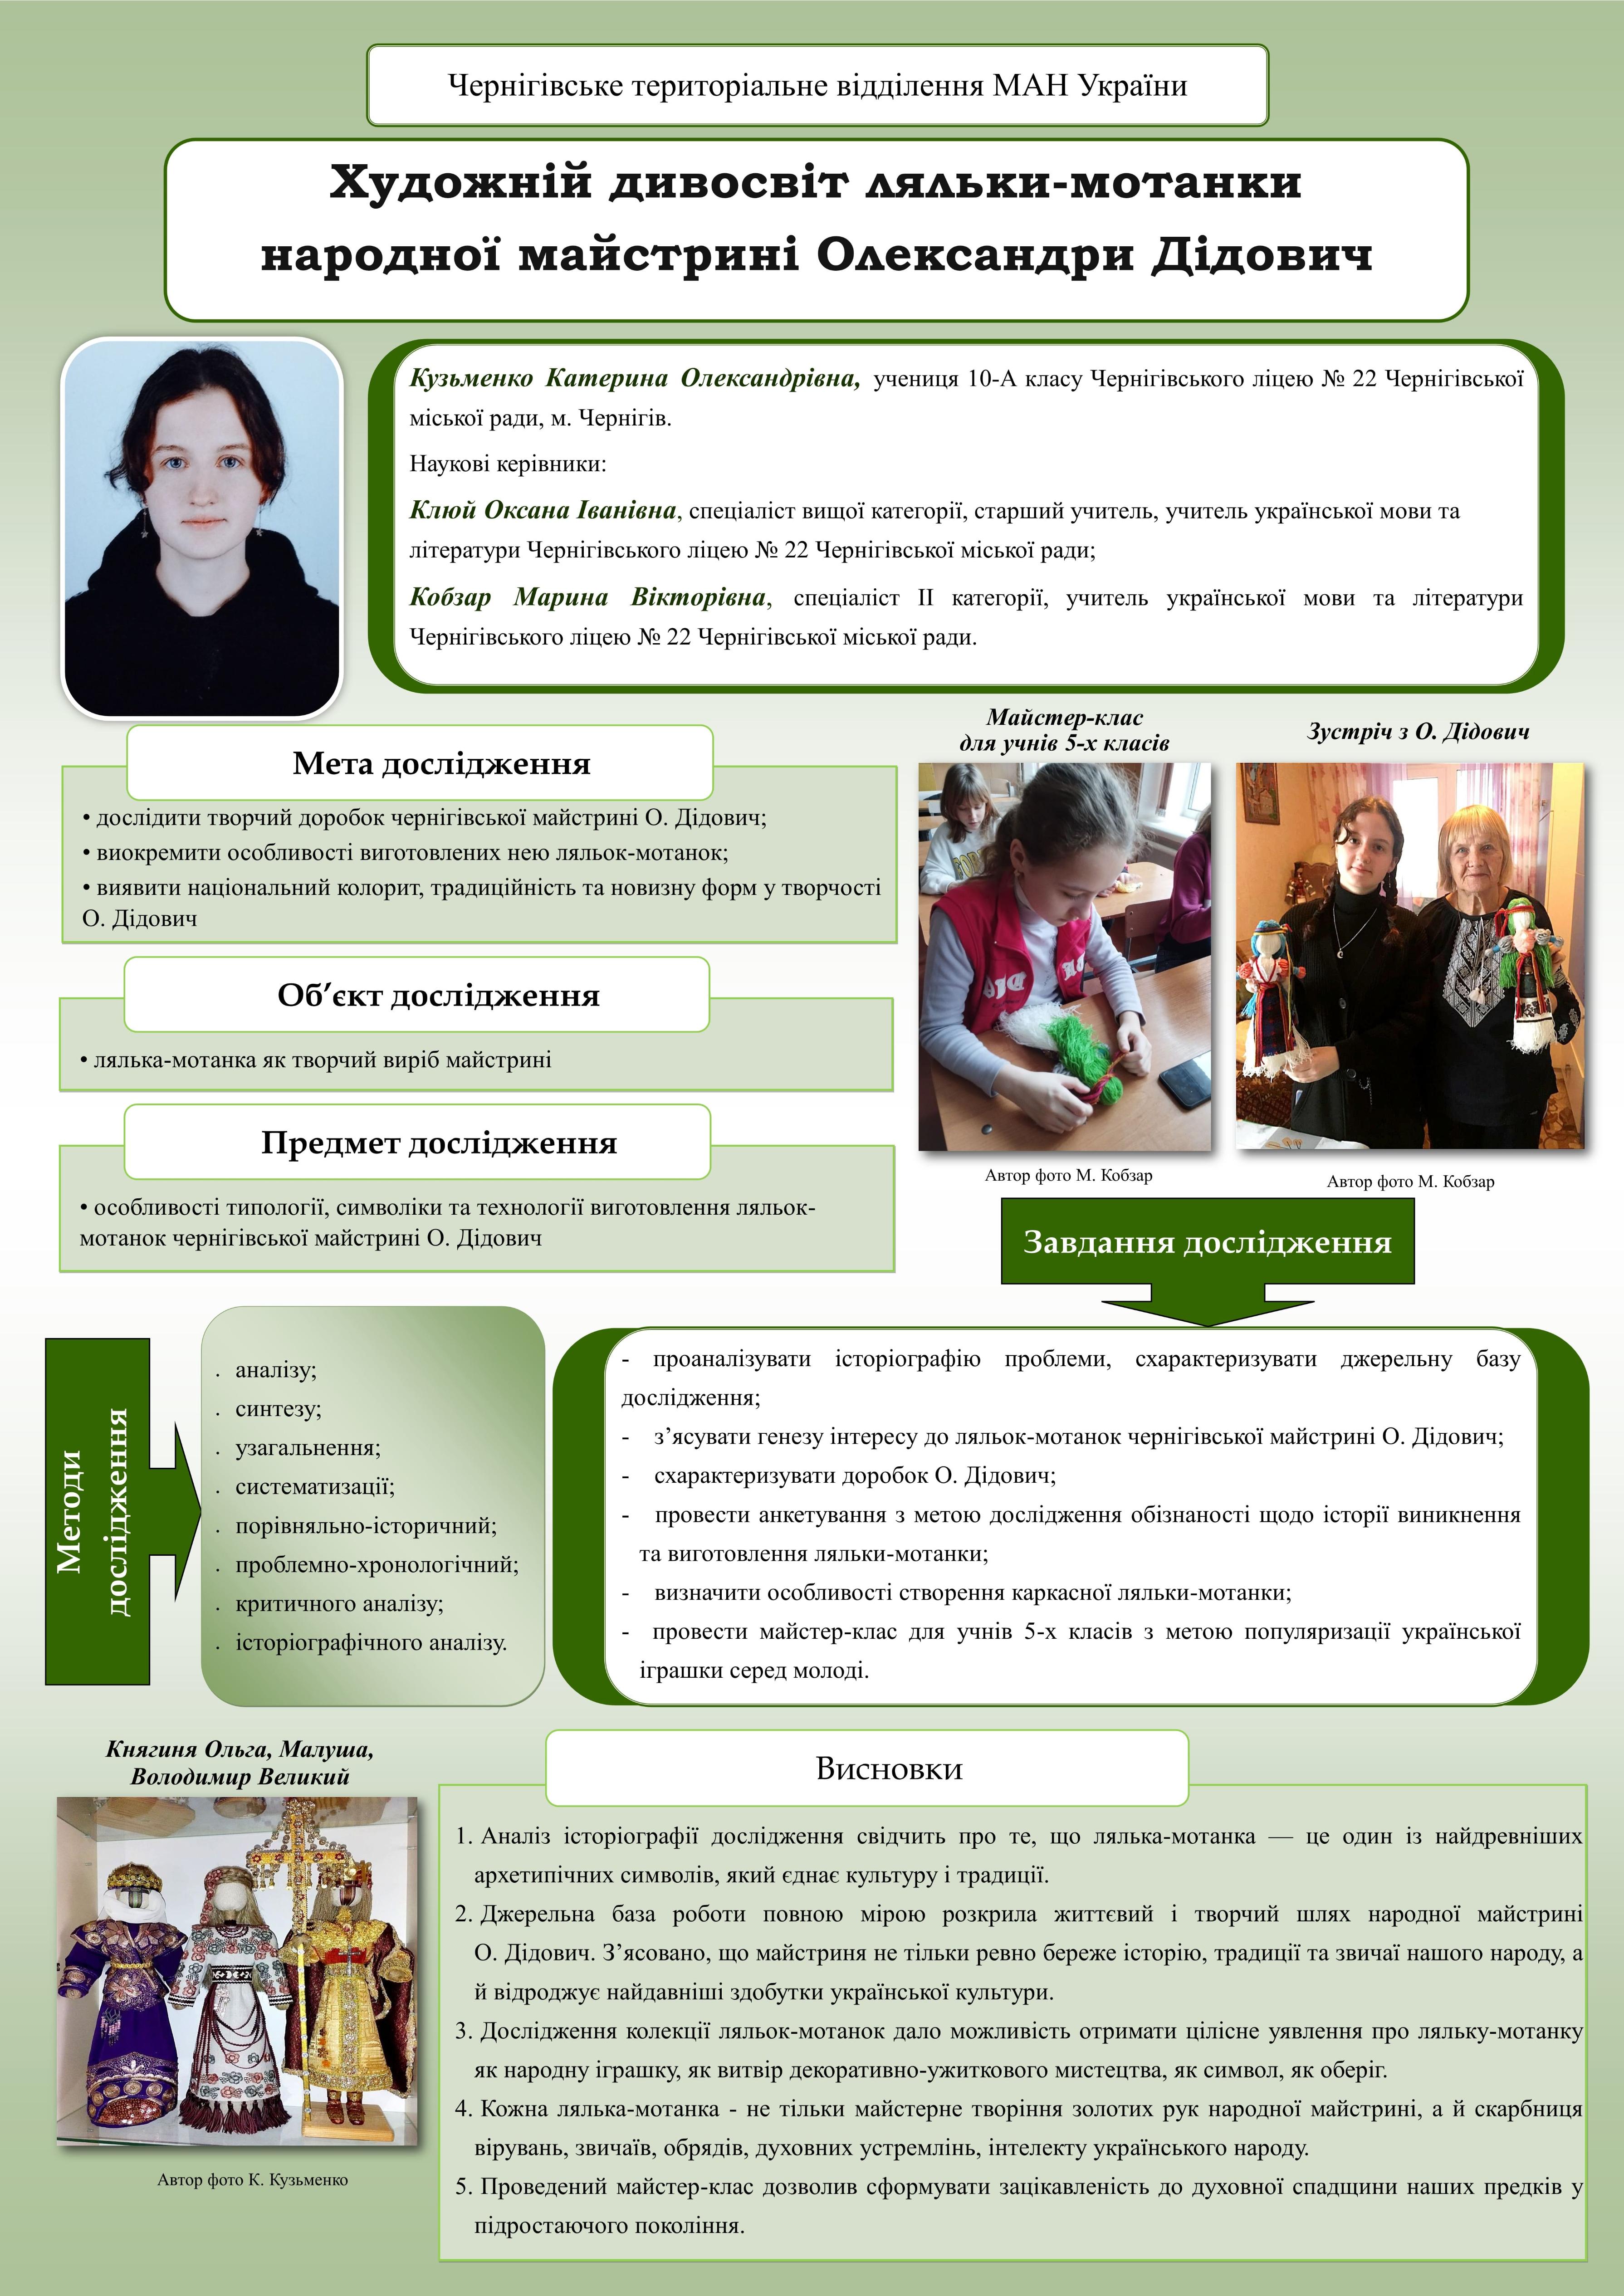 Чернігівське територіальне відділення МАН України
Художній дивосвіт ляльки-мотанки
народної майстрині Олександри Дідович
Кузьменко Катерина Олександрівна, учениця 10-А класу Чернігівського ліцею № 22 Чернігівської
міської ради, м. Чернігів.
Наукові керівники:
Клюй Оксана Іванівна, спеціаліст вищої категорії, старший учитель, учитель української мови та
літератури Чернігівського ліцею № 22 Чернігівської міської ради;
Кобзар Марина Вікторівна, спеціаліст ІІ категорії, учитель української мови та літератури
Чернігівського ліцею № 22 Чернігівської міської ради.
Мета дослідження
• дослідити творчий доробок чернігівської майстрині О. Дідович;
• виокремити особливості виготовлених нею ляльок-мотанок;
• виявити національний колорит, традиційність та новизну форм у творчості
О. Дідович
Об’єкт дослідження
• лялька-мотанка як творчий виріб майстрині
Предмет дослідження
• особливості типології, символіки та технології виготовлення ляльок-
мотанок чернігівської майстрині О. Дідович
Майстер-клас
для учнів 5-х класів
Автор фото М. Кобзар
Зустріч з О. Дідович
Автор фото М. Кобзар
Методи
дослідження
. аналізу;
. синтезу;
. узагальнення;
. систематизації;
. порівняльно-історичний;
. проблемно-хронологічний;
. критичного аналізу;
. історіографічного аналізу.
Завдання дослідження
- проаналізувати історіографію проблеми, схарактеризувати джерельну базу
дослідження;
- з’ясувати генезу інтересу до ляльок-мотанок чернігівської майстрині О. Дідович;
- схарактеризувати доробок О. Дідович;
- провести анкетування з метою дослідження обізнаності щодо історії виникнення
та виготовлення ляльки-мотанки;
- визначити особливості створення каркасної ляльки-мотанки;
- провести майстер-клас для учнів 5-х класів з метою популяризації української
іграшки серед молоді.
Княгиня Ольга, Малуша,
Володимир Великий
Автор фото К. Кузьменко
Висновки
1. Аналіз історіографії дослідження свідчить про те, що лялька-мотанка — це один із найдревніших
архетипічних символів, який єднає культуру і традиції.
2. Джерельна база роботи повною мірою розкрила життєвий і творчий шлях народної майстрині
О. Дідович. З’ясовано, що майстриня не тільки ревно береже історію, традиції та звичаї нашого народу, а
й відроджує найдавніші здобутки української культури.
3. Дослідження колекції ляльок-мотанок дало можливість отримати цілісне уявлення про ляльку-мотанку
як народну іграшку, як витвір декоративно-ужиткового мистецтва, як символ, як оберіг.
4. Кожна лялька-мотанка - не тільки майстерне творіння золотих рук народної майстрині, а й скарбниця
вірувань, звичаїв, обрядів, духовних устремлінь, інтелекту українського народу.
5. Проведений майстер-клас дозволив сформувати зацікавленість до духовної спадщини наших предків у
підростаючого покоління.